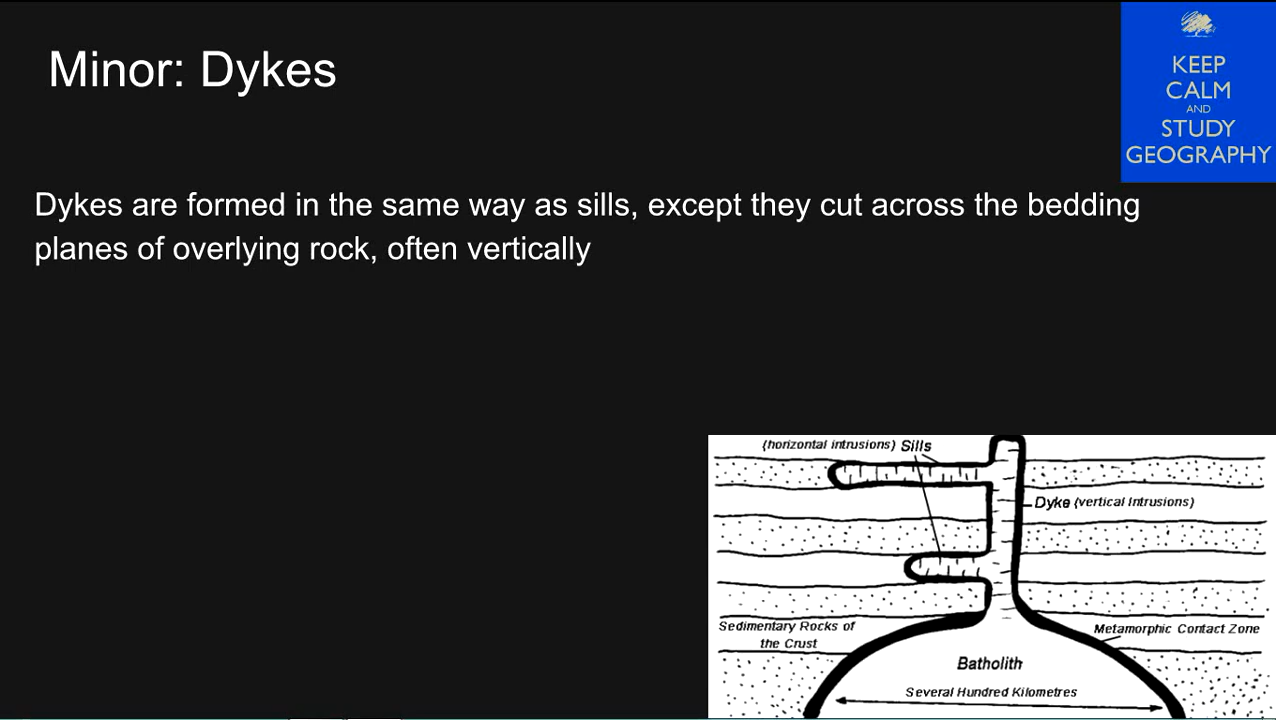 Minor: Dykes
KEEP
CALM
AND
STUDY
GEOGRAPHY
Dykes are formed in the same way as sills, except they cut across the bedding
planes of overlying rock, often vertically
(horizontal intrusions) Sills
Dyke (vertical Intrusions)
Sedimentary Rocks of
the Crust
Metamorphic Contact Zone
Batholith
Several Hundred Kilometres